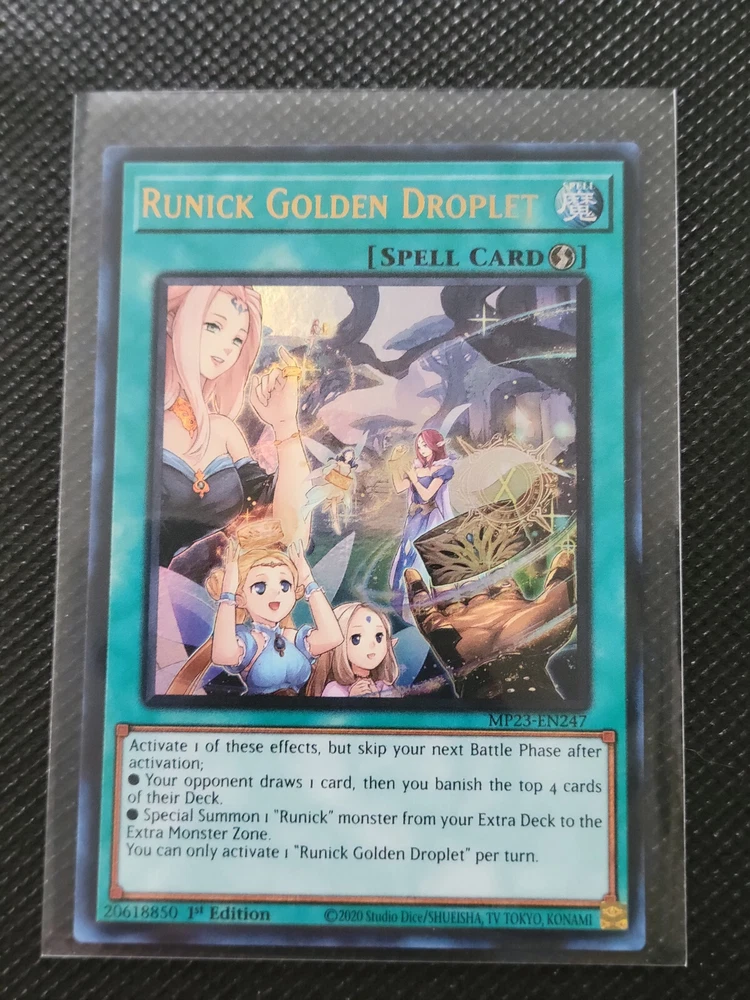 RUNICK GOLDEN DROPLET
SPELL
魔
[SPELL CARD]
MP23-EN247
Activate 1 of these effects, but skip your next Battle Phase after
activation;
● Your opponent draws 1 card, then you banish the top 4 cards
of their Deck.
● Special Summon 1 "Runick" monster from your Extra Deck to the
Extra Monster Zone.
You can only activate 1 "Runick Golden Droplet" per turn.
20618850 1st Edition ©2020 Studio Dice/SHUEISHA, TV TOKYO, KONAMI